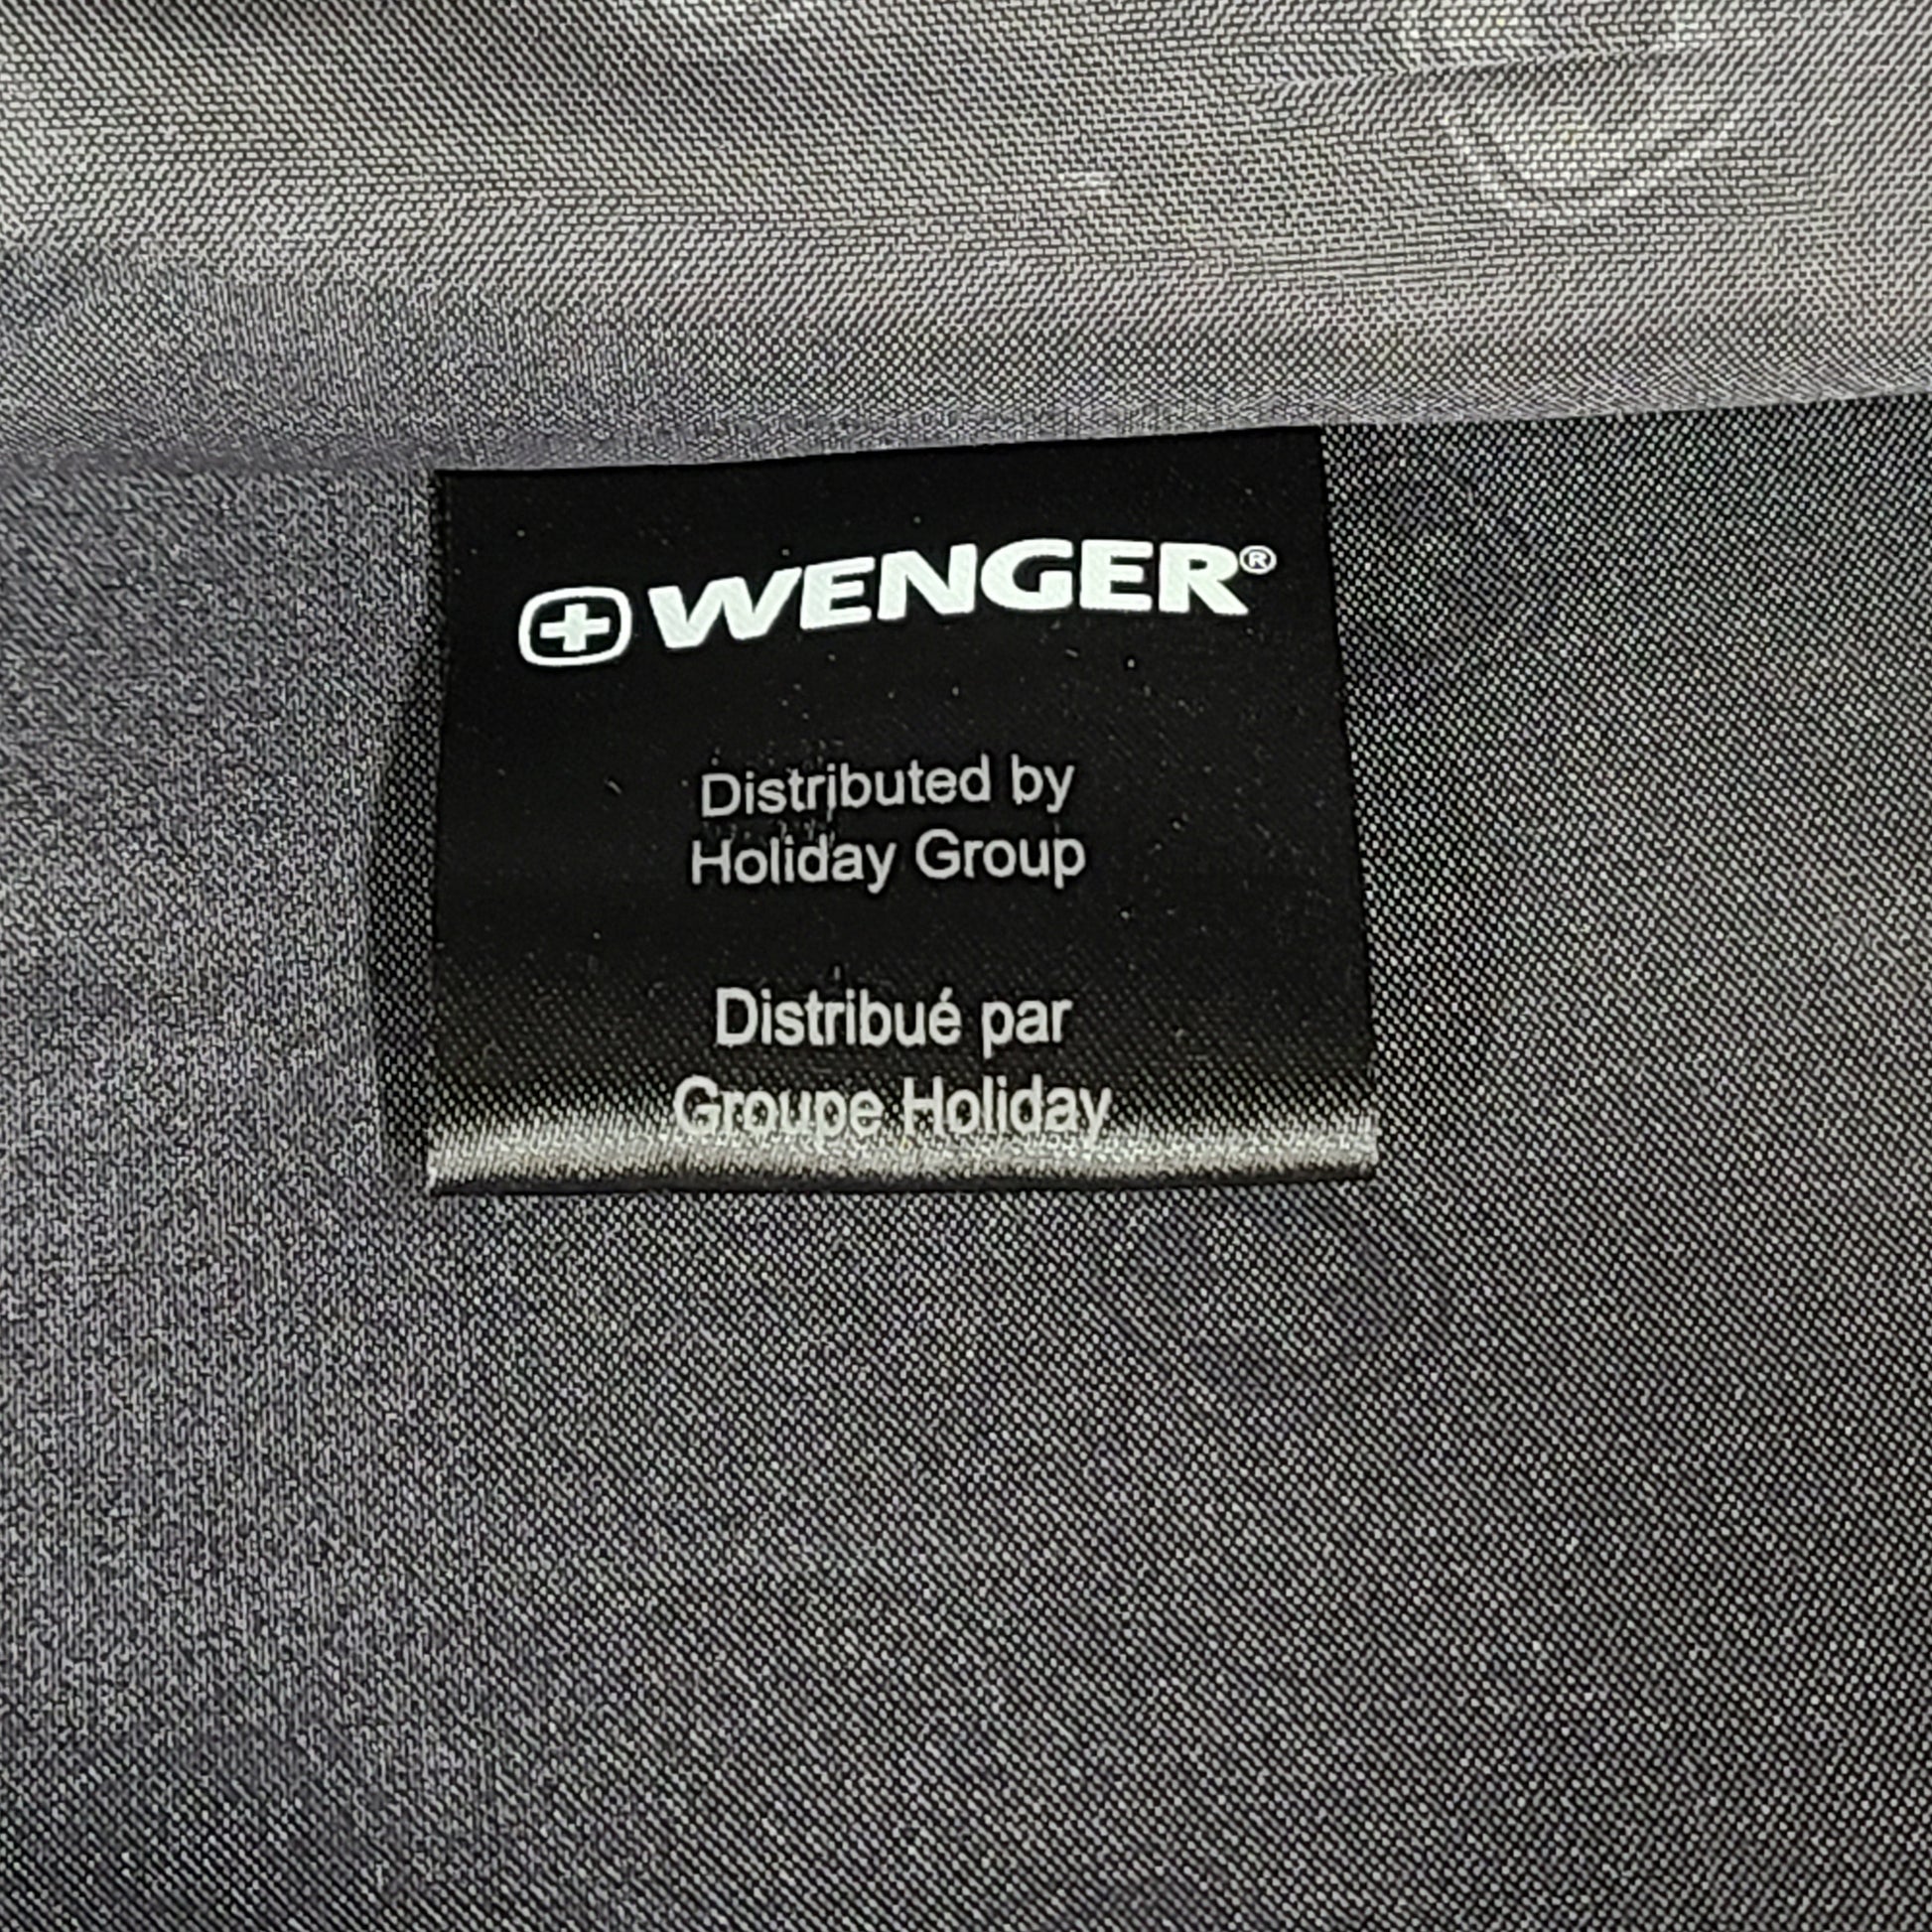 WENGER®
Distributed by
Holiday Group
Distribué par
Groupe Holiday